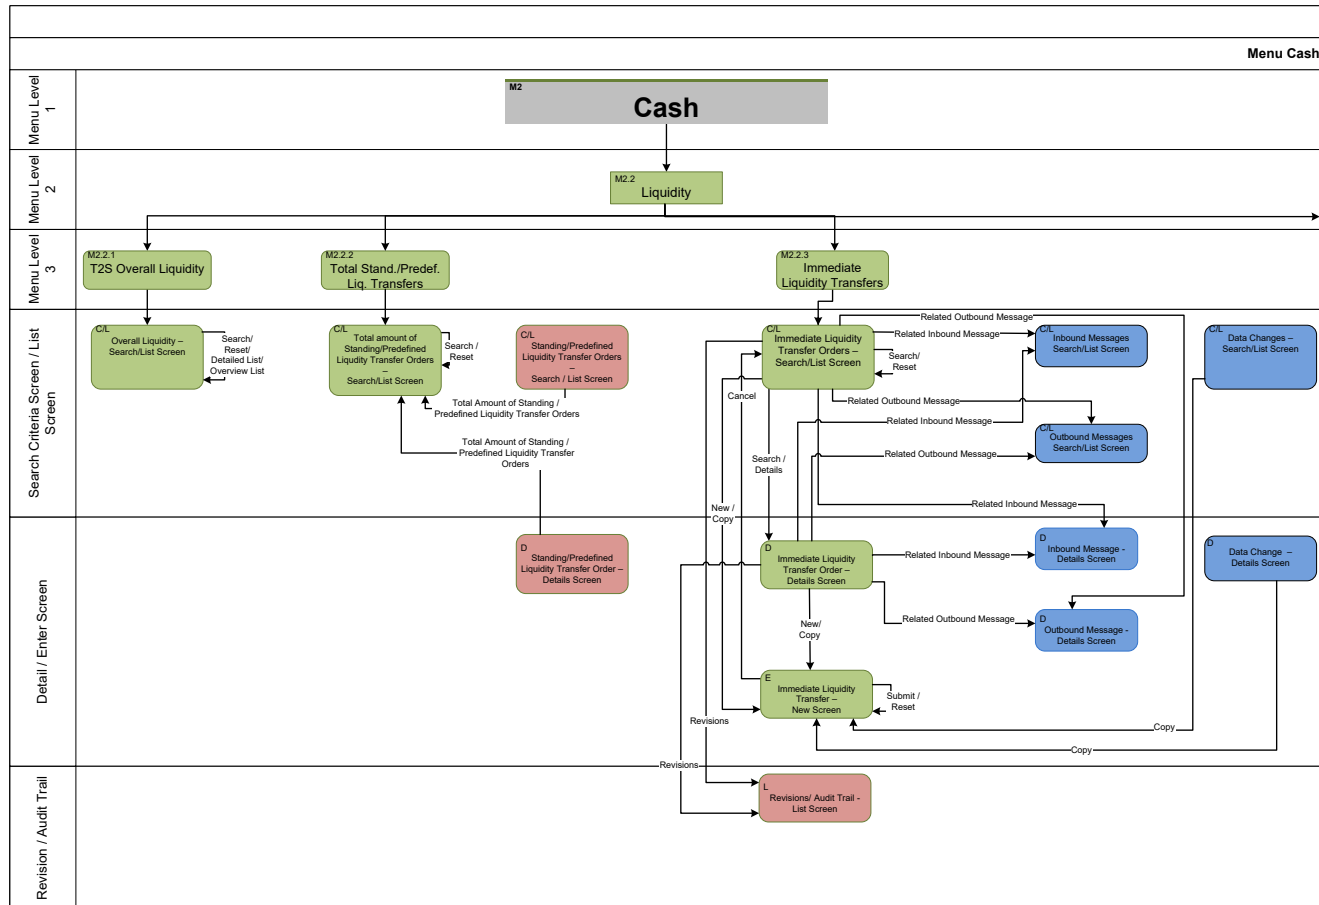 Menu Cash
Menu Level
1
M2
Cash
Menu Level
2
M2.2
Liquidity
Menu Level
3
M2.2.1
T2S Overall Liquidity
M2.2.2
Total Stand./Predef.
Liq. Transfers
M2.2.3
Immediate
Liquidity Transfers
Search Criteria Screen / List
Screen
C/L
Overall Liquidity –
Search/List Screen
Search/
Reset/
Detailed List/
Overview List
C/L
Total amount of
Standing/Predefined
Liquidity Transfer Orders
–
Search/List Screen
Search /
Reset
C/L
Standing/Predefined
Liquidity Transfer Orders
–
Search / List Screen
Total Amount of Standing /
Predefined Liquidity Transfer Orders
Total Amount of Standing /
Predefined Liquidity Transfer
Orders
C/L
Immediate Liquidity
Transfer Orders –
Search/List Screen
Search/
Reset
Related Outbound Message
Related Inbound Message
C/L
Inbound Messages
Search/List Screen
C/L
Data Changes –
Search/List Screen
Cancel
Related Outbound Message
Related Inbound Message
C/L
Outbound Messages
Search/List Screen
Related Outbound Message
Search /
Details
New /
Copy
Related Inbound Message
Detail / Enter Screen
D
Standing/Predefined
Liquidity Transfer Order –
Details Screen
D
Immediate Liquidity
Transfer Order –
Details Screen
Related Inbound Message
D
Inbound Message -
Details Screen
D
Data Change –
Details Screen
New/
Copy
Related Outbound Message
D
Outbound Message -
Details Screen
E
Immediate Liquidity
Transfer –
New Screen
Submit /
Reset
Revisions
Copy
Copy
Revisions
Revision / Audit Trail
L
Revisions/ Audit Trail -
List Screen